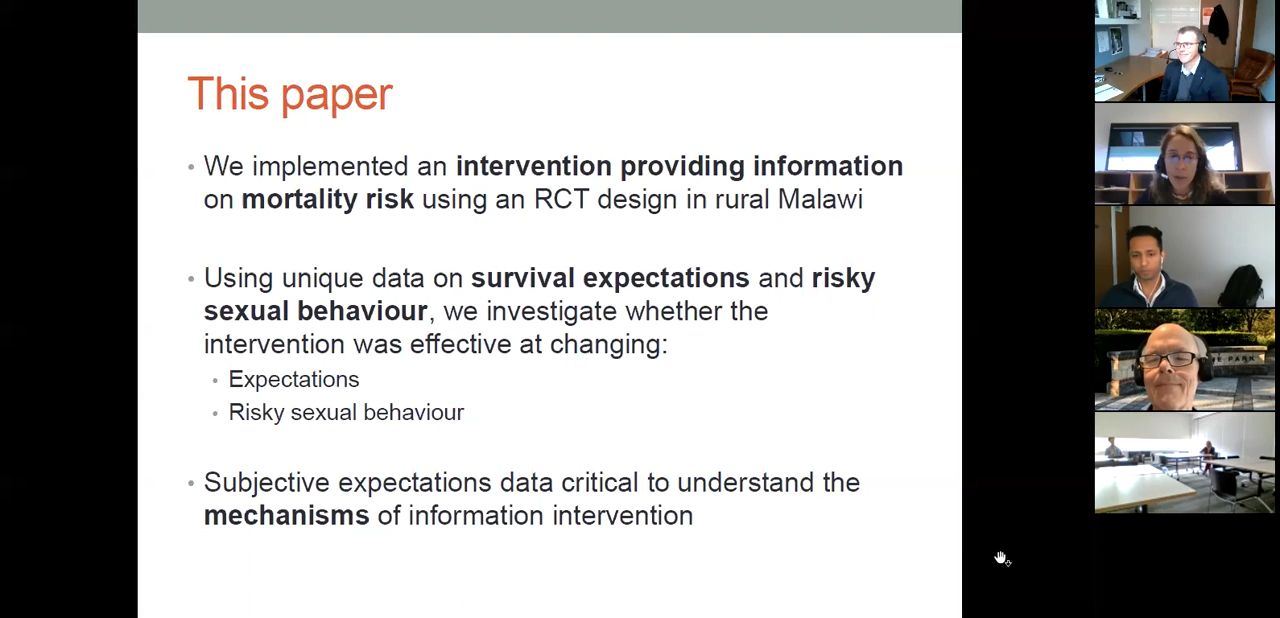 This paper
• We implemented an intervention providing information
on mortality risk using an RCT design in rural Malawi
• Using unique data on survival expectations and risky
sexual behaviour, we investigate whether the
intervention was effective at changing:
• Expectations
• Risky sexual behaviour
• Subjective expectations data critical to understand the
mechanisms of information intervention
PARK